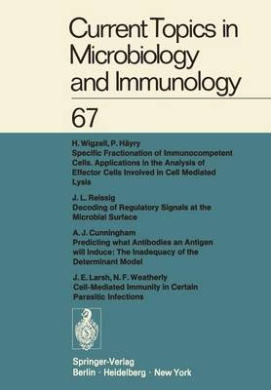 Current Topics in
Microbiology
and Immunology
67
H. Wigzell, P. Häyry
Specific Fractionation of Immunocompetent
Cells. Applications in the Analysis of
Effector Cells Involved in Cell Mediated
Lysis
J. L. Reissig
Decoding of Regulatory Signals at the
Microbial Surface
A. J. Cunningham
Predicting what Antibodies an Antigen
will Induce: The Inadequacy of the
Determinant Model
J. E. Larsh, N. F. Weatherly
Cell-Mediated Immunity in Certain
Parasitic Infections
Springer-Verlag
Berlin · Heidelberg · New York